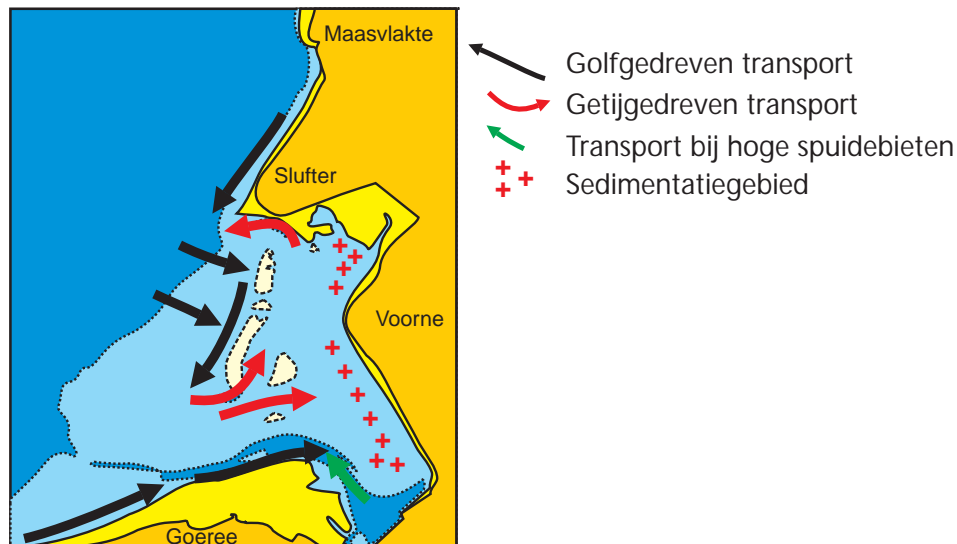 Maasvlakte
Slufter
Voorne
Goeree
Golfgedreven transport
Getijgedreven transport
Transport bij hoge spuidebieten
Sedimentatiegebied